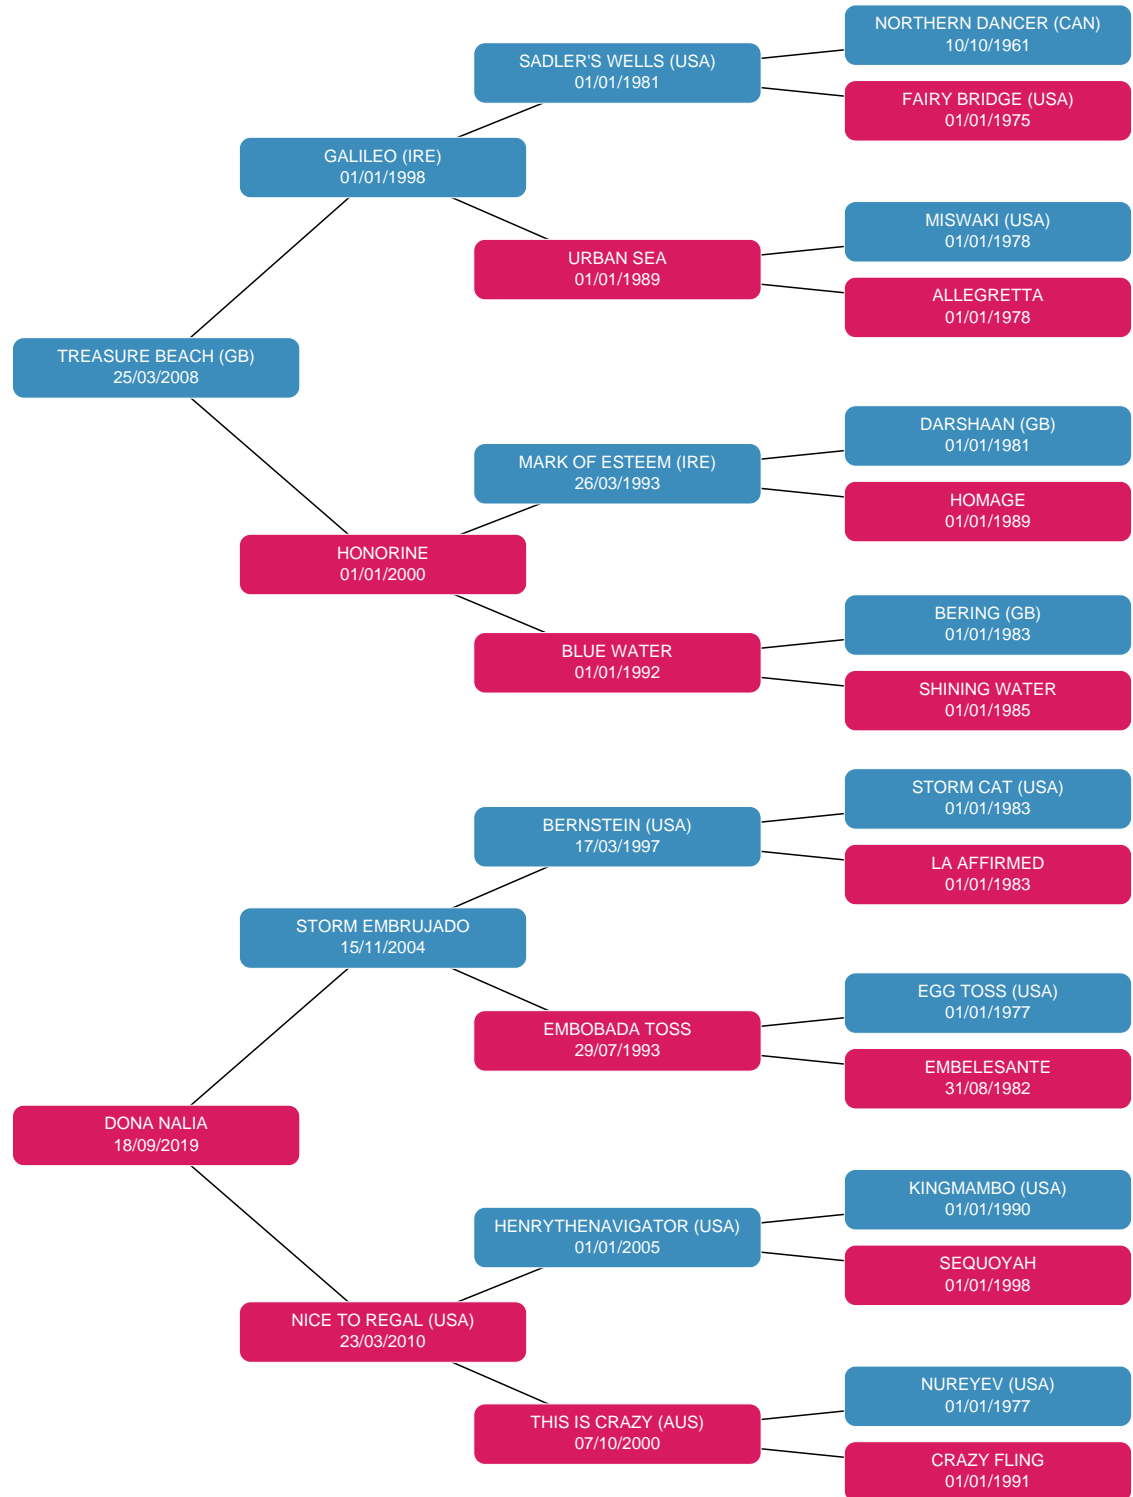 NORTHERN DANCER (CAN)
10/10/1961
SADLER'S WELLS (USA)
01/01/1981
FAIRY BRIDGE (USA)
01/01/1975
GALILEO (IRE)
01/01/1998
MISWAKI (USA)
01/01/1978
URBAN SEA
01/01/1989
ALLEGRETTA
01/01/1978
TREASURE BEACH (GB)
25/03/2008
DARSHAAN (GB)
01/01/1981
MARK OF ESTEEM (IRE)
26/03/1993
HOMAGE
01/01/1989
HONORINE
01/01/2000
BERING (GB)
01/01/1983
BLUE WATER
01/01/1992
SHINING WATER
01/01/1985
STORM CAT (USA)
01/01/1983
BERNSTEIN (USA)
17/03/1997
LA AFFIRMED
01/01/1983
STORM EMBRUJADO
15/11/2004
EGG TOSS (USA)
01/01/1977
EMBOBADA TOSS
29/07/1993
EMBELESANTE
31/08/1982
DONA NALIA
18/09/2019
KINGMAMBO (USA)
01/01/1990
HENRYTHENAVIGATOR (USA)
01/01/2005
SEQUOYAH
01/01/1998
NICE TO REGAL (USA)
23/03/2010
NUREYEV (USA)
01/01/1977
THIS IS CRAZY (AUS)
07/10/2000
CRAZY FLING
01/01/1991